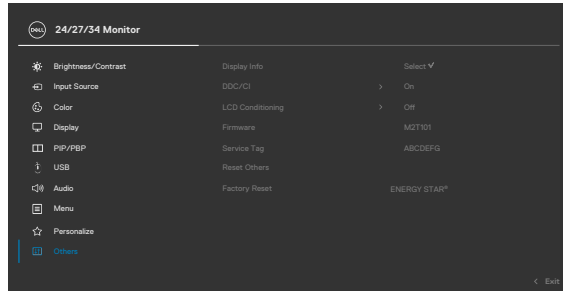 DELL 24/27/34 Monitor
Brightness/Contrast Display Info Select ✓
Input Source DDC/CI > On
Color LCD Conditioning > Off
Display Firmware M2T101
PIP/PBP Service Tag ABCDEFG
USB Reset Others
Audio Factory Reset ENERGY STAR®
Menu
Personalize
Others
< Exit